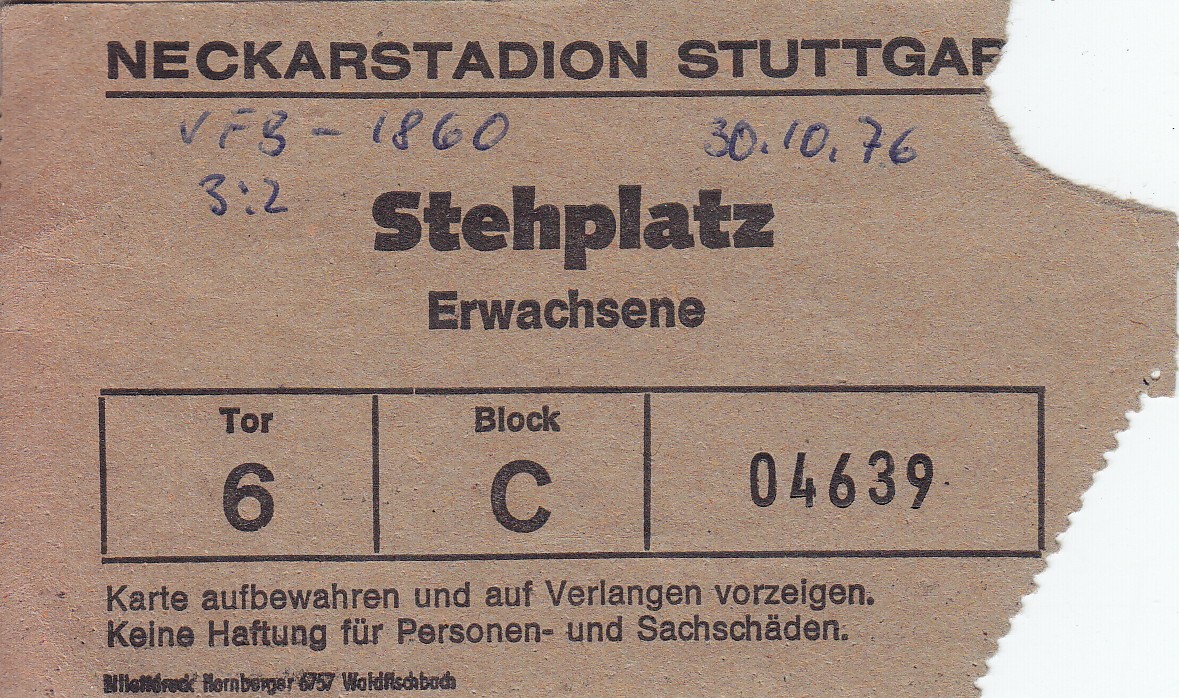 NECKARSTADION STUTTGAR
VFB - 1860 30.10.76
3:2
Stehplatz
Erwachsene
Tor Block
6 C 04639
Karte aufbewahren und auf Verlangen vorzeigen.
Keine Haftung für Personen- und Sachschäden.
Hornberger 6757 Waldfischbach